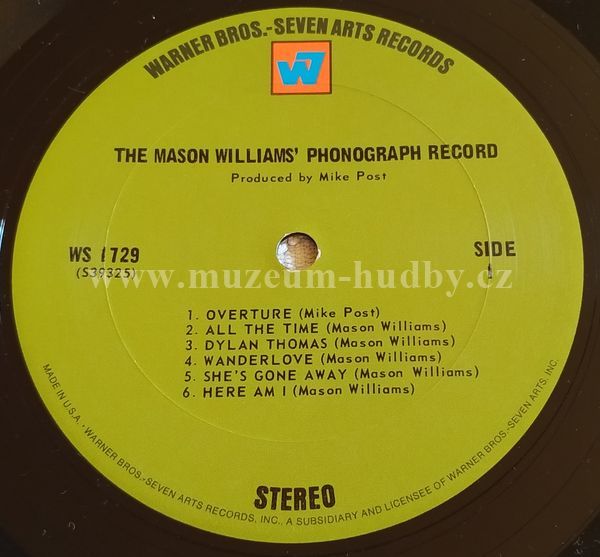 WARNER BROS.-SEVEN ARTS RECORDS
W7
THE MASON WILLIAMS' PHONOGRAPH RECORD
Produced by Mike Post
WS 1729
(S39325)
SIDE
1
www.muzeum-hudby.cz
1. OVERTURE (Mike Post)
2. ALL THE TIME (Mason Williams)
3. DYLAN THOMAS (Mason Williams)
4. WANDERLOVE (Mason Williams)
5. SHE'S GONE AWAY (Mason Williams)
6. HERE AM I (Mason Williams)
STEREO
MADE IN U.S.A. · WARNER BROS.-SEVEN ARTS RECORDS, INC., A SUBSIDIARY AND LICENSEE OF WARNER BROS.-SEVEN ARTS, INC.